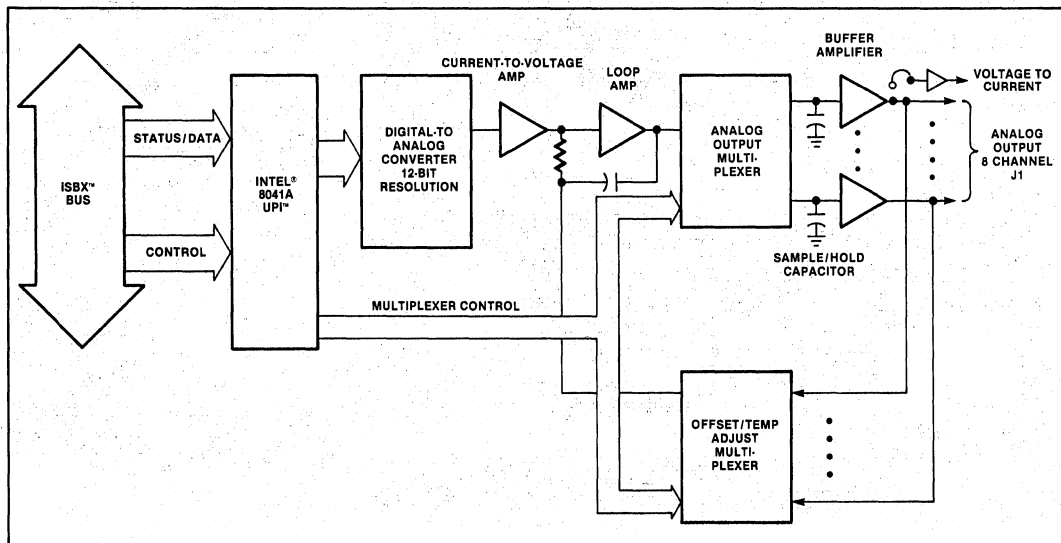 ISBX™
BUS
STATUS/DATA
CONTROL
INTEL®
8041A
UPI™
DIGITAL-TO
ANALOG
CONVERTER
12-BIT
RESOLUTION
CURRENT-TO-VOLTAGE
AMP
LOOP
AMP
ANALOG
OUTPUT
MULTI-
PLEXER
BUFFER
AMPLIFIER
VOLTAGE TO
CURRENT
ANALOG
OUTPUT
8 CHANNEL
J1
SAMPLE/HOLD
CAPACITOR
MULTIPLEXER CONTROL
OFFSET/TEMP
ADJUST
MULTI-
PLEXER